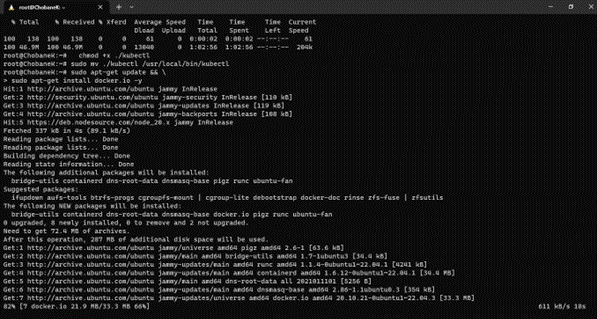 root@ChobaneK: ~
% Total % Received % Xferd Average Speed Time Time Time Current
Dload Upload Total Spent Left Speed
100 138 100 138 0 0 61 0 0:00:02 0:00:02 --:--:-- 61
100 46.9M 100 46.9M 0 0 13040 0 1:02:56 1:02:56 --:--:-- 204k
root@ChobaneK:~# chmod +x ./kubectl
root@ChobaneK:~# sudo mv ./kubectl /usr/local/bin/kubectl
root@ChobaneK:~# sudo apt-get update && \
> sudo apt-get install docker.io -y
Hit:1 http://archive.ubuntu.com/ubuntu jammy InRelease
Get:2 http://security.ubuntu.com/ubuntu jammy-security InRelease [110 kB]
Get:3 http://archive.ubuntu.com/ubuntu jammy-updates InRelease [119 kB]
Get:4 http://archive.ubuntu.com/ubuntu jammy-backports InRelease [108 kB]
Hit:5 https://deb.nodesource.com/node_20.x jammy InRelease
Fetched 337 kB in 4s (89.1 kB/s)
Reading package lists... Done
Reading package lists... Done
Building dependency tree... Done
Reading state information... Done
The following additional packages will be installed:
bridge-utils containerd dns-root-data dnsmasq-base pigz runc ubuntu-fan
Suggested packages:
ifupdown aufs-tools btrfs-progs cgroupfs-mount | cgroup-lite debootstrap docker-doc rinse zfs-fuse | zfsutils
The following NEW packages will be installed:
bridge-utils containerd dns-root-data dnsmasq-base docker.io pigz runc ubuntu-fan
0 upgraded, 8 newly installed, 0 to remove and 2 not upgraded.
Need to get 72.4 MB of archives.
After this operation, 287 MB of additional disk space will be used.
Get:1 http://archive.ubuntu.com/ubuntu jammy/universe amd64 pigz amd64 2.6-1 [63.6 kB]
Get:2 http://archive.ubuntu.com/ubuntu jammy/main amd64 bridge-utils amd64 1.7-1ubuntu3 [34.4 kB]
Get:3 http://archive.ubuntu.com/ubuntu jammy-updates/main amd64 runc amd64 1.1.4-0ubuntu1~22.04.1 [4241 kB]
Get:4 http://archive.ubuntu.com/ubuntu jammy-updates/main amd64 containerd amd64 1.6.12-0ubuntu1~22.04.1 [34.4 MB]
Get:5 http://archive.ubuntu.com/ubuntu jammy/main amd64 dns-root-data all 2021011101 [5256 B]
Get:6 http://archive.ubuntu.com/ubuntu jammy-updates/main amd64 dnsmasq-base amd64 2.86-1.1ubuntu0.3 [354 kB]
Get:7 http://archive.ubuntu.com/ubuntu jammy-updates/universe amd64 docker.io amd64 20.10.21-0ubuntu1~22.04.3 [33.3 MB]
82% [7 docker.io 21.9 MB/33.3 MB 66%] 611 kB/s 18s